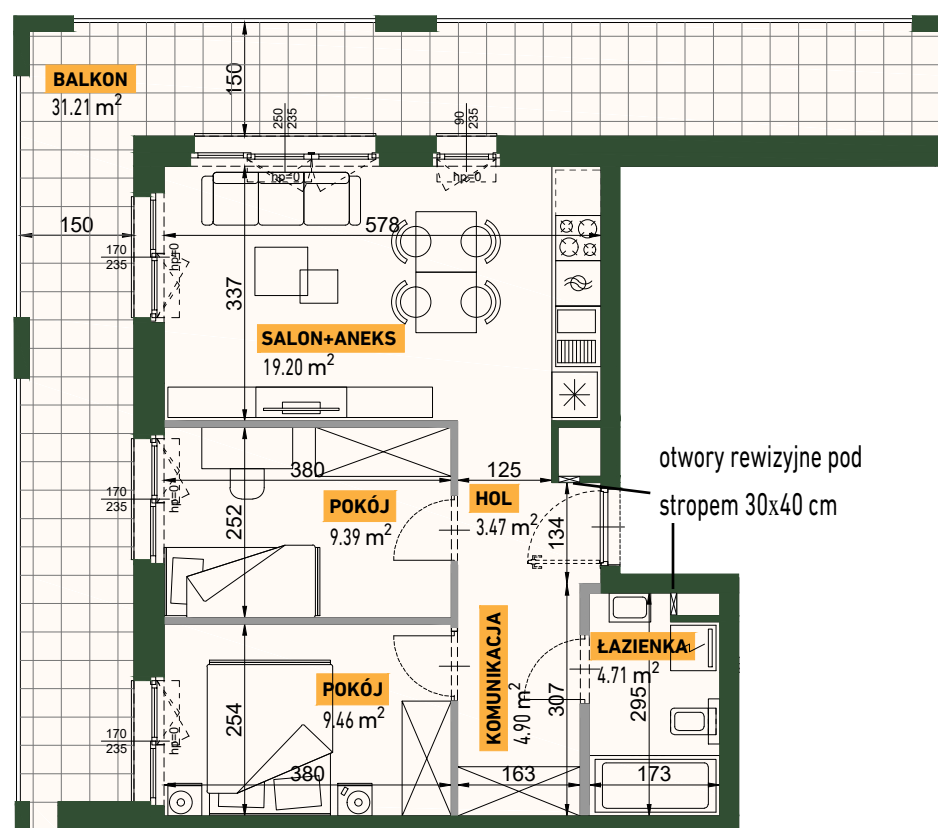 BALKON
31.21 m²
150
250
235
90
235
hp=0
hp=0
150
170
235
hp=0
578
337
SALON+ANEKS
19.20 m²
otwory rewizyjne pod
stropem 30x40 cm
380
125
170
235
hp=0
252
POKÓJ
9.39 m²
HOL
3.47 m²
134
KOMUNIKACJA
4.90 m²
307
ŁAZIENKA
4.71 m²
295
254
POKÓJ
9.46 m²
170
235
hp=0
380
163
173